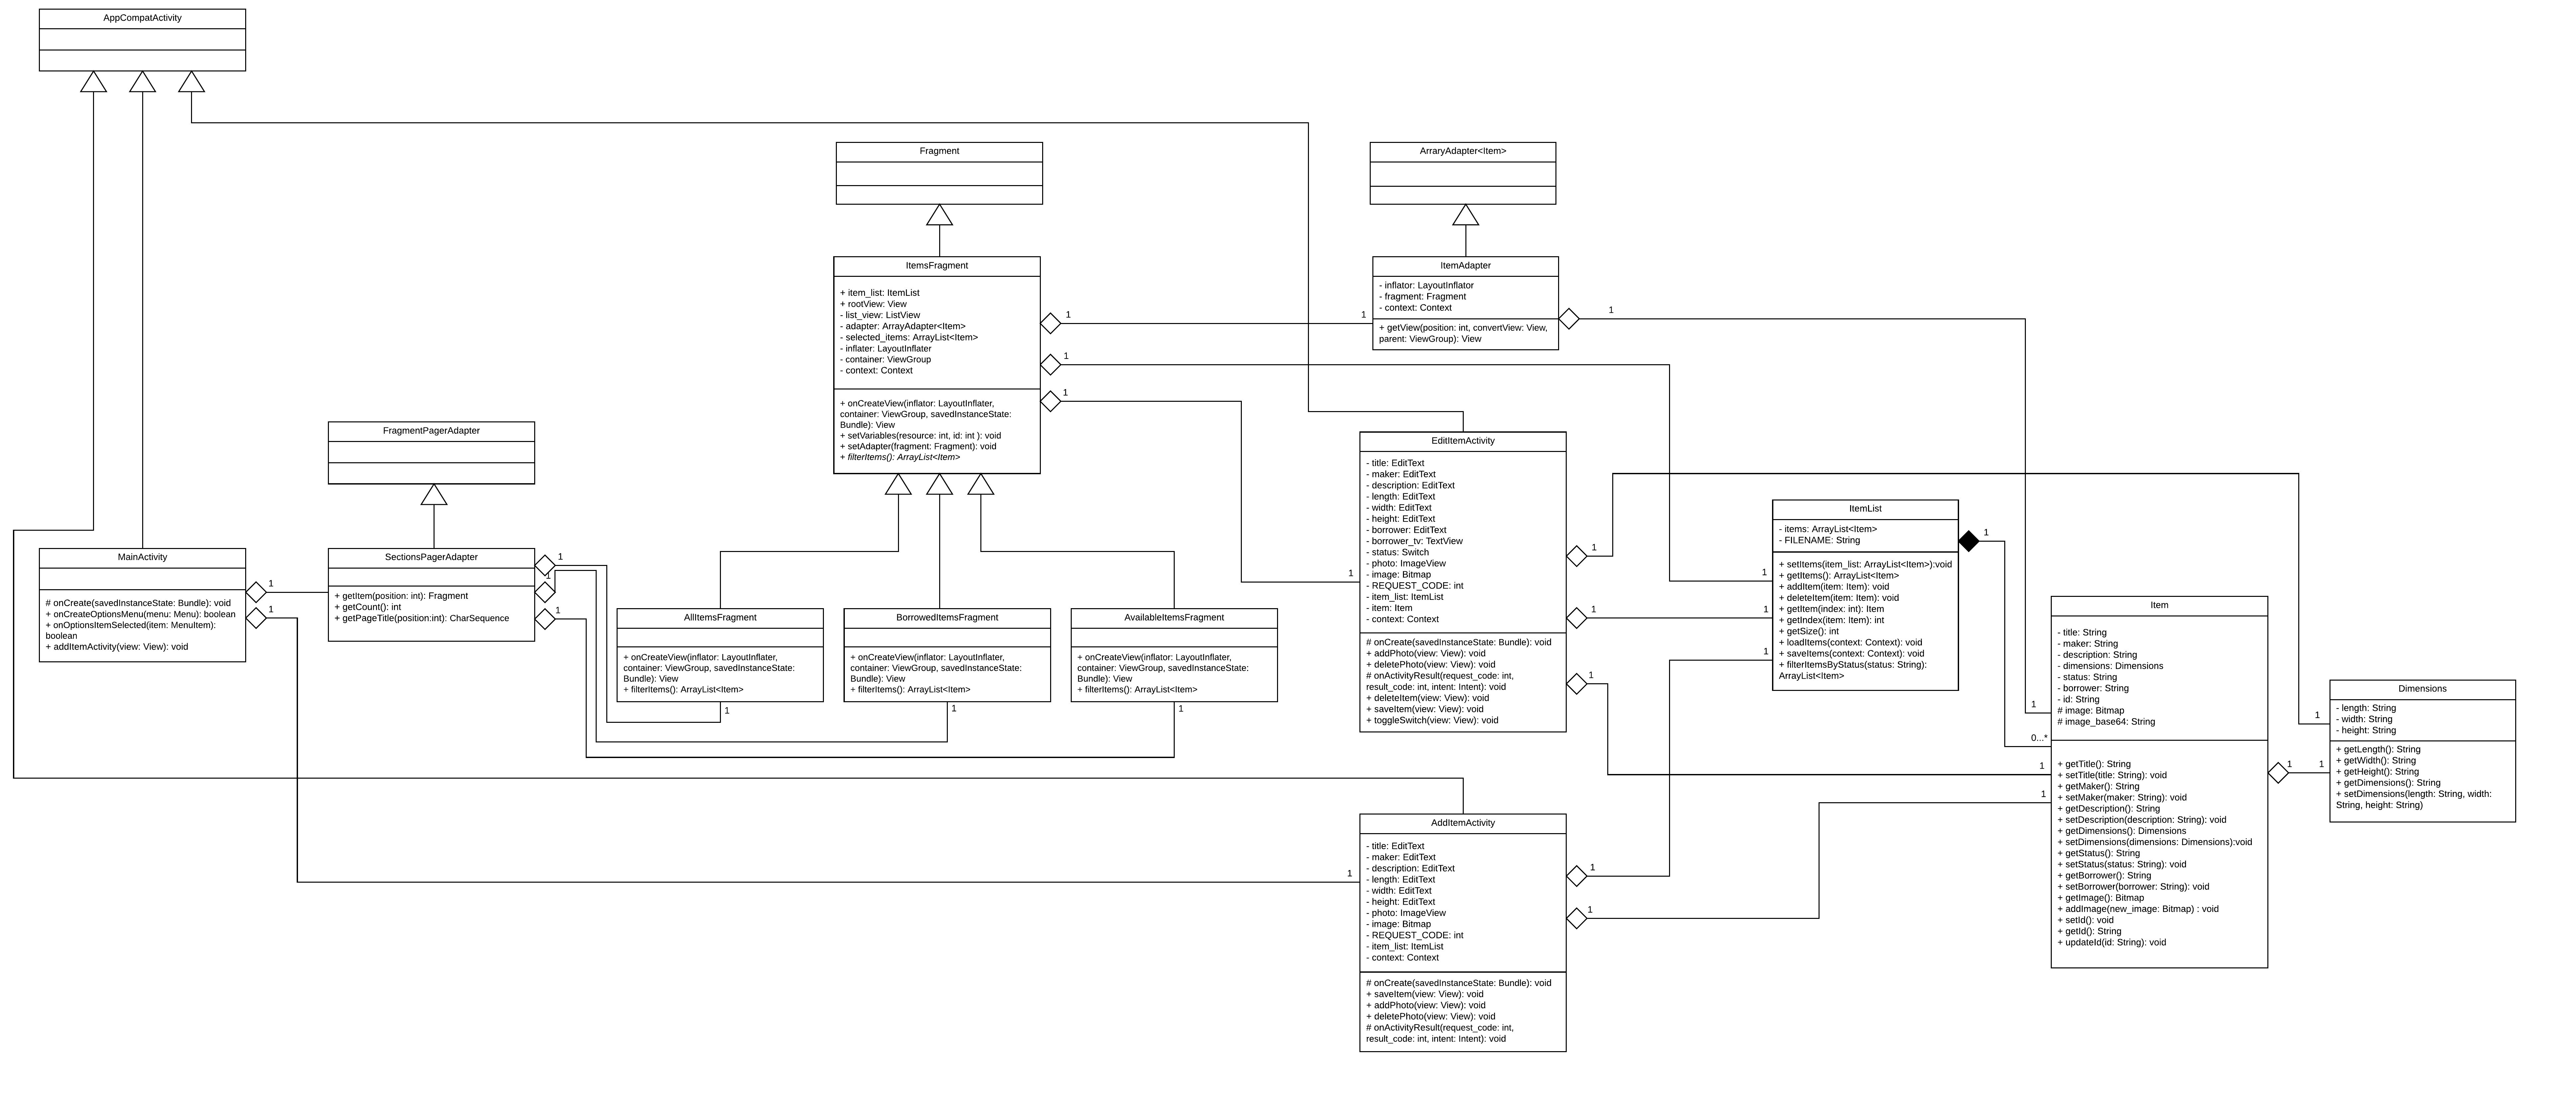 AppCompatActivity
Fragment
ArraryAdapter<Item>
ItemsFragment
+ item_list: ItemList
+ rootView: View
- list_view: ListView
- adapter: ArrayAdapter<Item>
- selected_items: ArrayList<Item>
- inflater: LayoutInflater
- container: ViewGroup
- context: Context
+ onCreateView(inflator: LayoutInflater,
container: ViewGroup, savedInstanceState:
Bundle): View
+ setVariables(resource: int, id: int ): void
+ setAdapter(fragment: Fragment): void
+ filterItems(): ArrayList<Item>
1
1
1
ItemAdapter
- inflator: LayoutInflator
- fragment: Fragment
- context: Context
+ getView(position: int, convertView: View,
parent: ViewGroup): View
1
1
FragmentPagerAdapter
MainActivity
# onCreate(savedInstanceState: Bundle): void
+ onCreateOptionsMenu(menu: Menu): boolean
+ onOptionsItemSelected(item: MenuItem):
boolean
+ addItemActivity(view: View): void
1
1
SectionsPagerAdapter
+ getItem(position: int): Fragment
+ getCount(): int
+ getPageTitle(position:int): CharSequence
1
1
1
AllItemsFragment
+ onCreateView(inflator: LayoutInflater,
container: ViewGroup, savedInstanceState:
Bundle): View
+ filterItems(): ArrayList<Item>
1
BorrowedItemsFragment
+ onCreateView(inflator: LayoutInflater,
container: ViewGroup, savedInstanceState:
Bundle): View
+ filterItems(): ArrayList<Item>
1
AvailableItemsFragment
+ onCreateView(inflator: LayoutInflater,
container: ViewGroup, savedInstanceState:
Bundle): View
+ filterItems(): ArrayList<Item>
1
1
EditItemActivity
- title: EditText
- maker: EditText
- description: EditText
- length: EditText
- width: EditText
- height: EditText
- borrower: EditText
- borrower_tv: TextView
- status: Switch
- photo: ImageView
- image: Bitmap
- REQUEST_CODE: int
- item_list: ItemList
- item: Item
- context: Context
# onCreate(savedInstanceState: Bundle): void
+ addPhoto(view: View): void
+ deletePhoto(view: View): void
# onActivityResult(request_code: int,
result_code: int, intent: Intent): void
+ deleteItem(view: View): void
+ saveItem(view: View): void
+ toggleSwitch(view: View): void
1
1
1
1
1
1
ItemList
- items: ArrayList<Item>
- FILENAME: String
+ setItems(item_list: ArrayList<Item>):void
+ getItems(): ArrayList<Item>
+ addItem(item: Item): void
+ deleteItem(item: Item): void
+ getItem(index: int): Item
+ getIndex(item: Item): int
+ getSize(): int
+ loadItems(context: Context): void
+ saveItems(context: Context): void
+ filterItemsByStatus(status: String):
ArrayList<Item>
1
1
0...*
1
1
Item
- title: String
- maker: String
- description: String
- dimensions: Dimensions
- status: String
- borrower: String
- id: String
# image: Bitmap
# image_base64: String
+ getTitle(): String
+ setTitle(title: String): void
+ getMaker(): String
+ setMaker(maker: String): void
+ getDescription(): String
+ setDescription(description: String): void
+ getDimensions(): Dimensions
+ setDimensions(dimensions: Dimensions):void
+ getStatus(): String
+ setStatus(status: String): void
+ getBorrower(): String
+ setBorrower(borrower: String): void
+ getImage(): Bitmap
+ addImage(new_image: Bitmap) : void
+ setId(): void
+ getId(): String
+ updateId(id: String): void
1
1
1
Dimensions
- length: String
- width: String
- height: String
+ getLength(): String
+ getWidth(): String
+ getHeight(): String
+ getDimensions(): String
+ setDimensions(length: String, width:
String, height: String)
1
AddItemActivity
- title: EditText
- maker: EditText
- description: EditText
- length: EditText
- width: EditText
- height: EditText
- photo: ImageView
- image: Bitmap
- REQUEST_CODE: int
- item_list: ItemList
- context: Context
# onCreate(savedInstanceState: Bundle): void
+ saveItem(view: View): void
+ addPhoto(view: View): void
+ deletePhoto(view: View): void
# onActivityResult(request_code: int,
result_code: int, intent: Intent): void
1
1